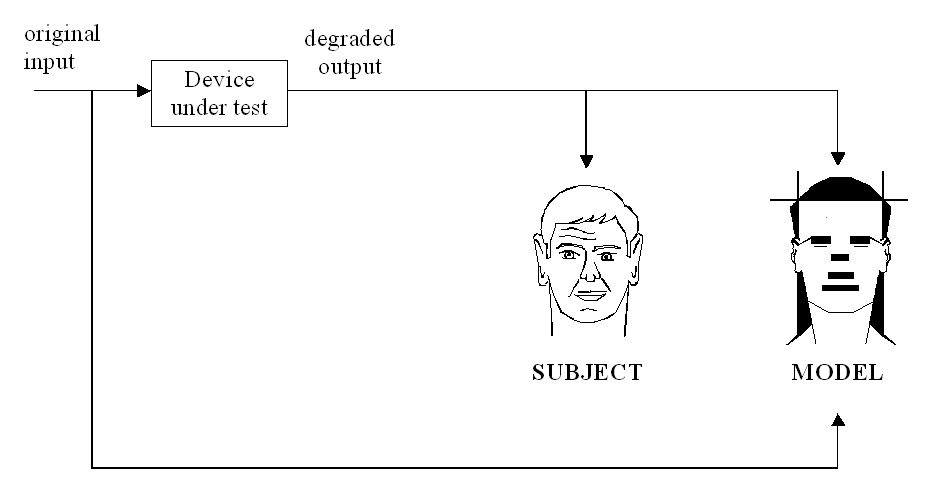 original
input
degraded
output
Device
under test
SUBJECT
MODEL